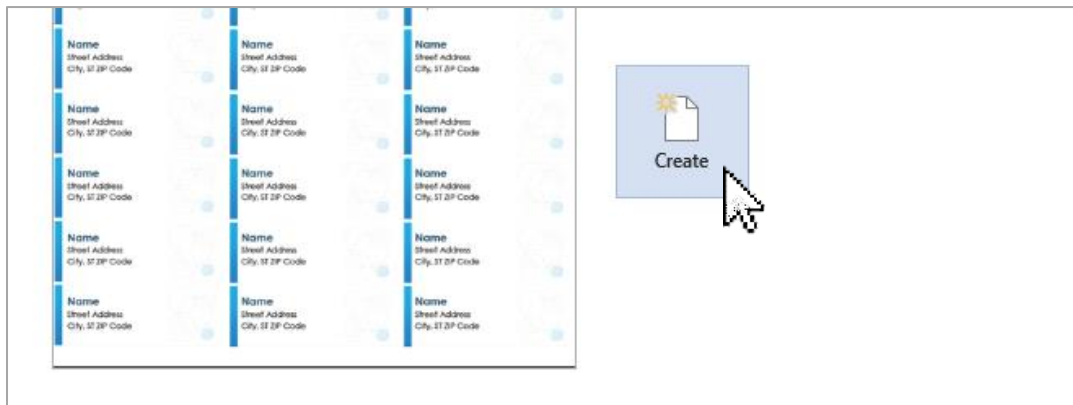 Name Name Name
Street Address Street Address Street Address
City, ST ZIP Code City, ST ZIP Code City, ST ZIP Code
Name Name Name
Street Address Street Address Street Address
City, ST ZIP Code City, ST ZIP Code City, ST ZIP Code
Name Name Name
Street Address Street Address Street Address
City, ST ZIP Code City, ST ZIP Code City, ST ZIP Code
Name Name Name
Street Address Street Address Street Address
City, ST ZIP Code City, ST ZIP Code City, ST ZIP Code
Name Name Name
Street Address Street Address Street Address
City, ST ZIP Code City, ST ZIP Code City, ST ZIP Code
Create